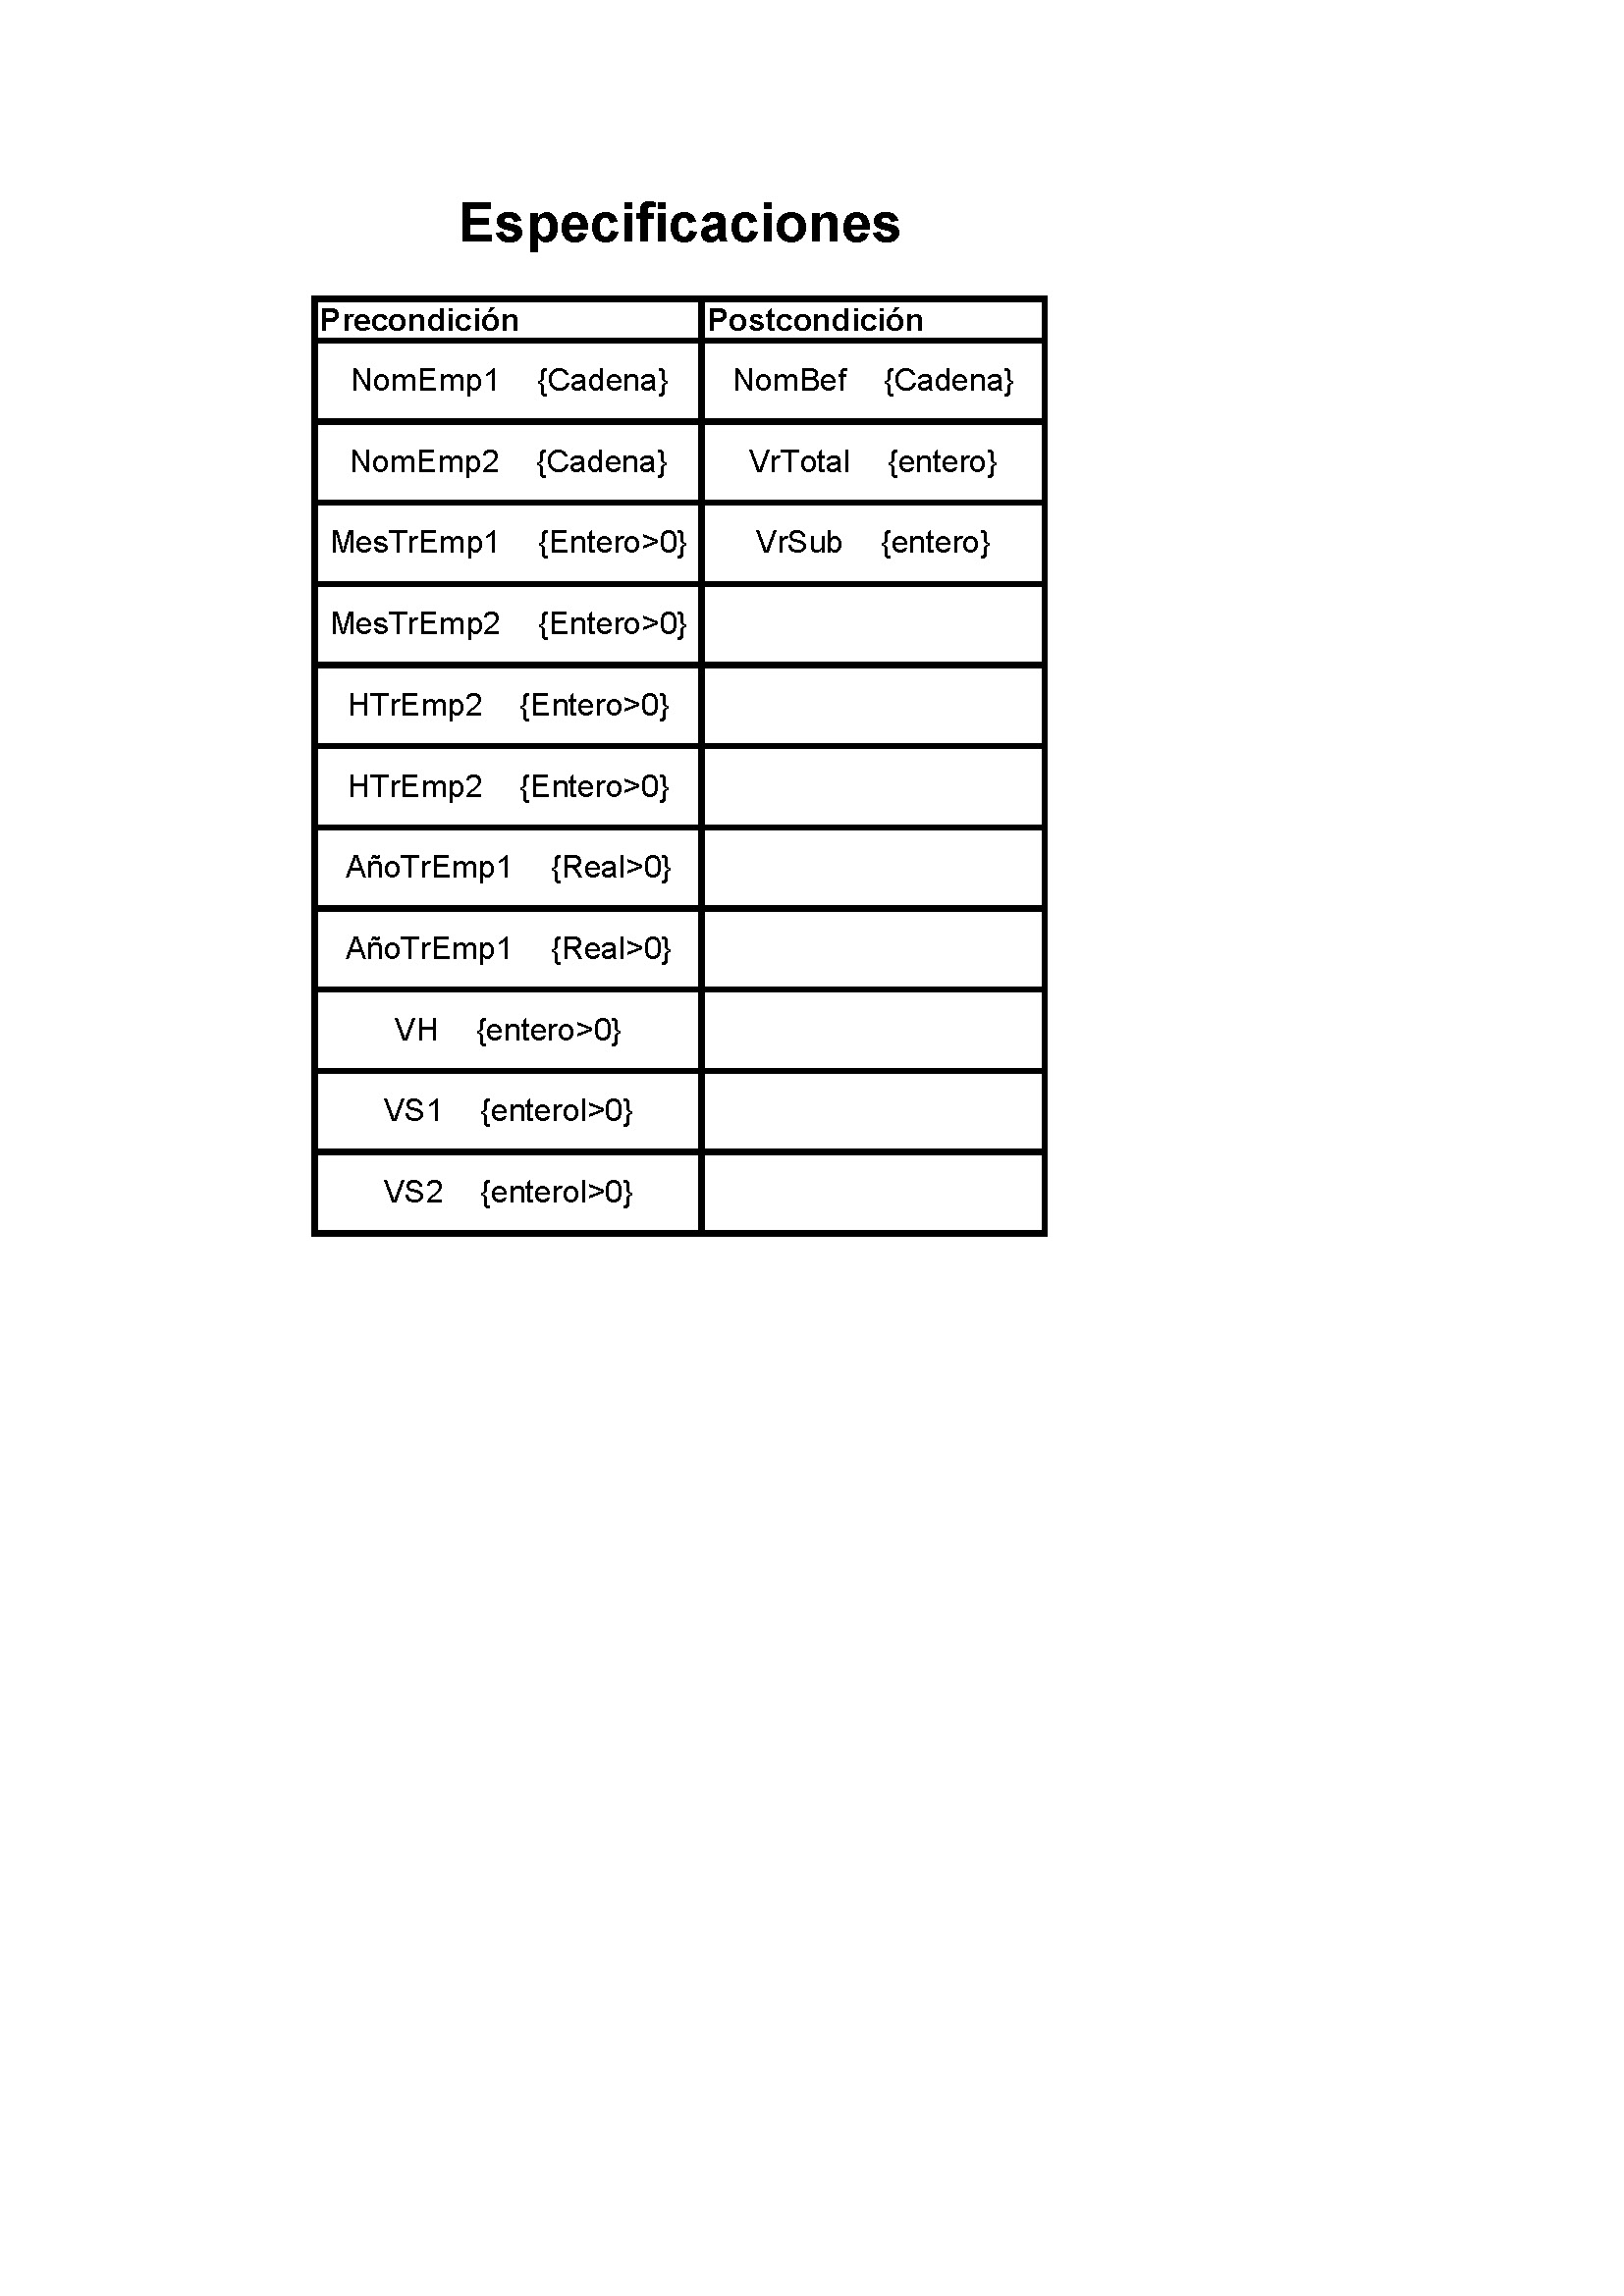 Especificaciones
Precondición Postcondición
NomEmp1 {Cadena} NomBef {Cadena}
NomEmp2 {Cadena} VrTotal {entero}
MesTrEmp1 {Entero>0} VrSub {entero}
MesTrEmp2 {Entero>0}
HTrEmp2 {Entero>0}
HTrEmp2 {Entero>0}
AñoTrEmp1 {Real>0}
AñoTrEmp1 {Real>0}
VH {entero>0}
VS1 {enterol>0}
VS2 {enterol>0}